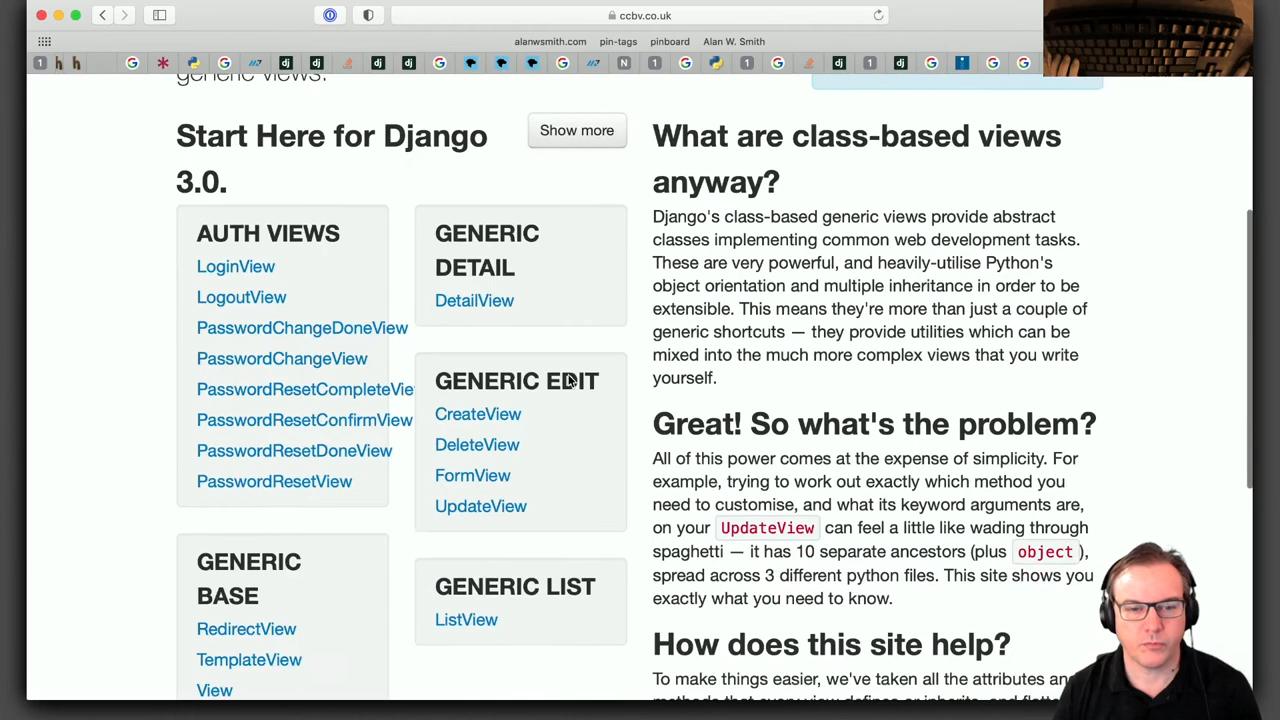 ccbv.co.uk
alanwsmith.com
pin-tags
pinboard
Alan W. Smith
generic views.
Start Here for Django
3.0.
Show more
AUTH VIEWS
LoginView
LogoutView
PasswordChangeDoneView
PasswordChangeView
PasswordResetCompleteVie
PasswordResetConfirmView
PasswordResetDoneView
PasswordResetView
GENERIC
BASE
RedirectView
TemplateView
View
GENERIC
DETAIL
DetailView
GENERIC EDIT
CreateView
DeleteView
FormView
UpdateView
GENERIC LIST
ListView
What are class-based views
anyway?
Django's class-based generic views provide abstract
classes implementing common web development tasks.
These are very powerful, and heavily-utilise Python's
object orientation and multiple inheritance in order to be
extensible. This means they're more than just a couple of
generic shortcuts — they provide utilities which can be
mixed into the much more complex views that you write
yourself.
Great! So what's the problem?
All of this power comes at the expense of simplicity. For
example, trying to work out exactly which method you
need to customise, and what its keyword arguments are,
on your UpdateView can feel a little like wading through
spaghetti — it has 10 separate ancestors (plus object),
spread across 3 different python files. This site shows you
exactly what you need to know.
How does this site help?
To make things easier, we've taken all the attributes and
methods that every view defines or inherits, and flatte